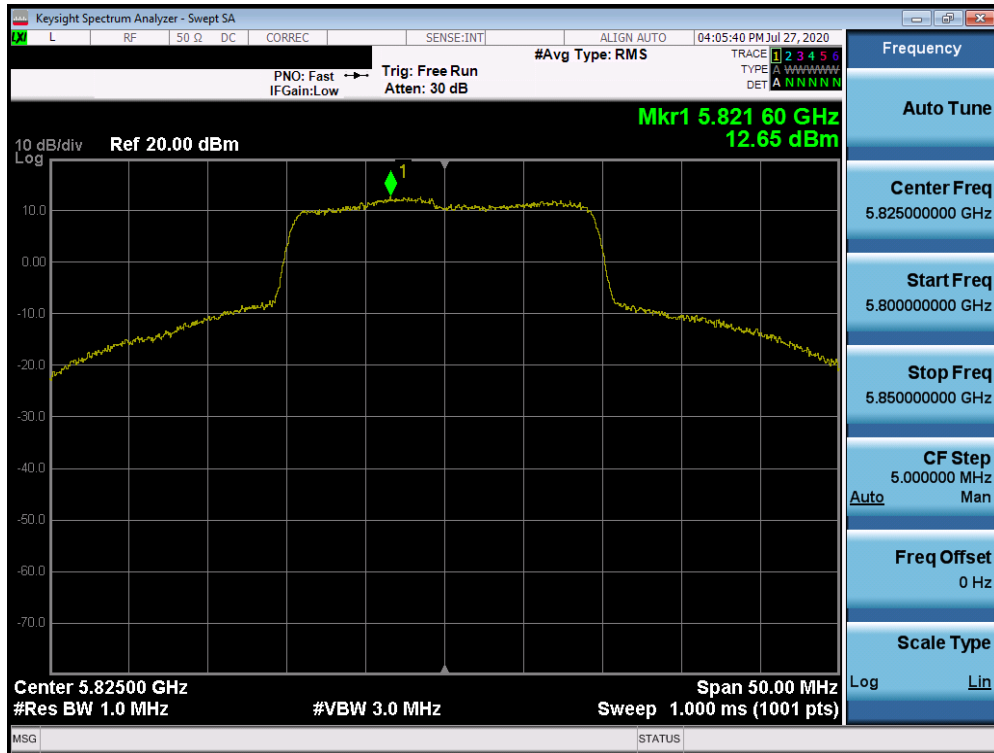 Keysight Spectrum Analyzer - Swept SA
LXI L RF 50 Ω DC CORREC SENSE:INT ALIGN AUTO 04:05:40 PM Jul 27, 2020
#Avg Type: RMS
TRACE 1 2 3 4 5 6
PNO: Fast Trig: Free Run
TYPE A WWWWW
IFGain:Low Atten: 30 dB
DET A N N N N N
Mkr1 5.821 60 GHz
12.65 dBm
10 dB/div Ref 20.00 dBm
Log
1
10.0
0.00
-10.0
-20.0
-30.0
-40.0
-50.0
-60.0
-70.0
Center 5.82500 GHz Span 50.00 MHz
#Res BW 1.0 MHz #VBW 3.0 MHz Sweep 1.000 ms (1001 pts)
MSG STATUS
Frequency
Auto Tune
Center Freq
5.825000000 GHz
Start Freq
5.800000000 GHz
Stop Freq
5.850000000 GHz
CF Step
5.000000 MHz
Auto Man
Freq Offset
0 Hz
Scale Type
Log Lin